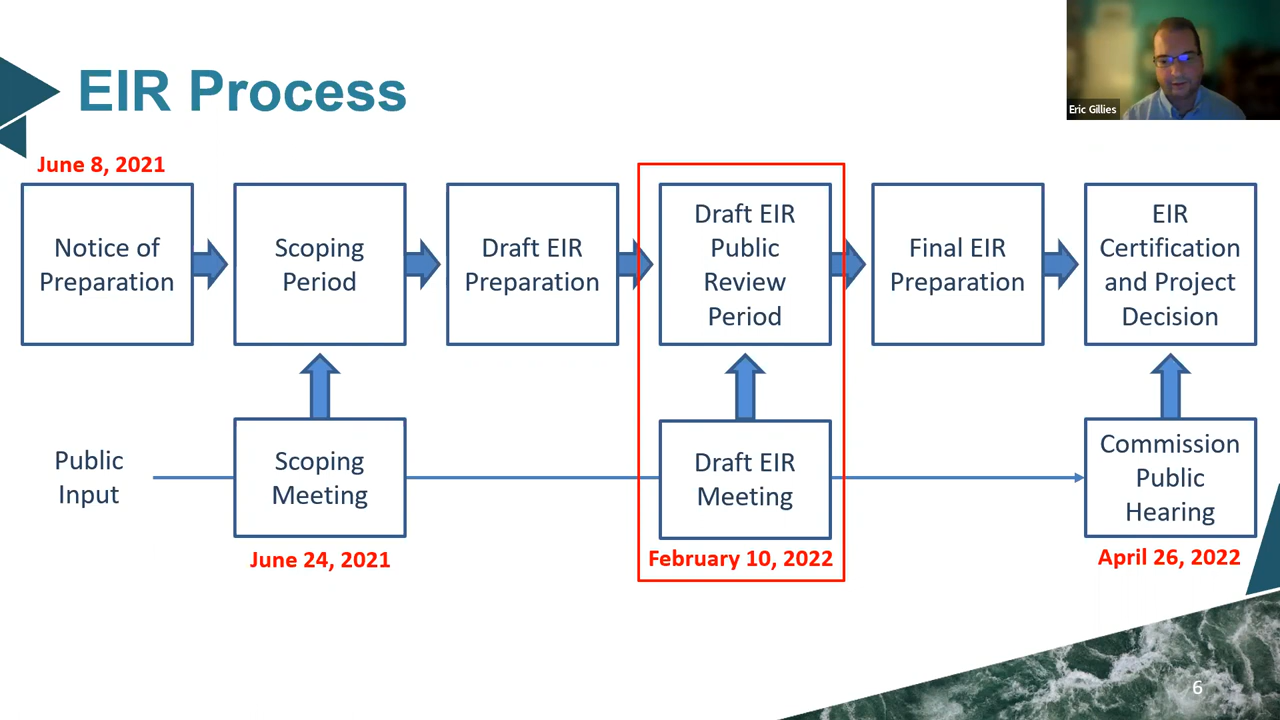 EIR Process
Eric Gillies
June 8, 2021
Notice of
Preparation
Scoping
Period
Draft EIR
Preparation
Draft EIR
Public
Review
Period
Final EIR
Preparation
EIR
Certification
and Project
Decision
Public
Input
Scoping
Meeting
Draft EIR
Meeting
Commission
Public
Hearing
June 24, 2021
February 10, 2022
April 26, 2022
6